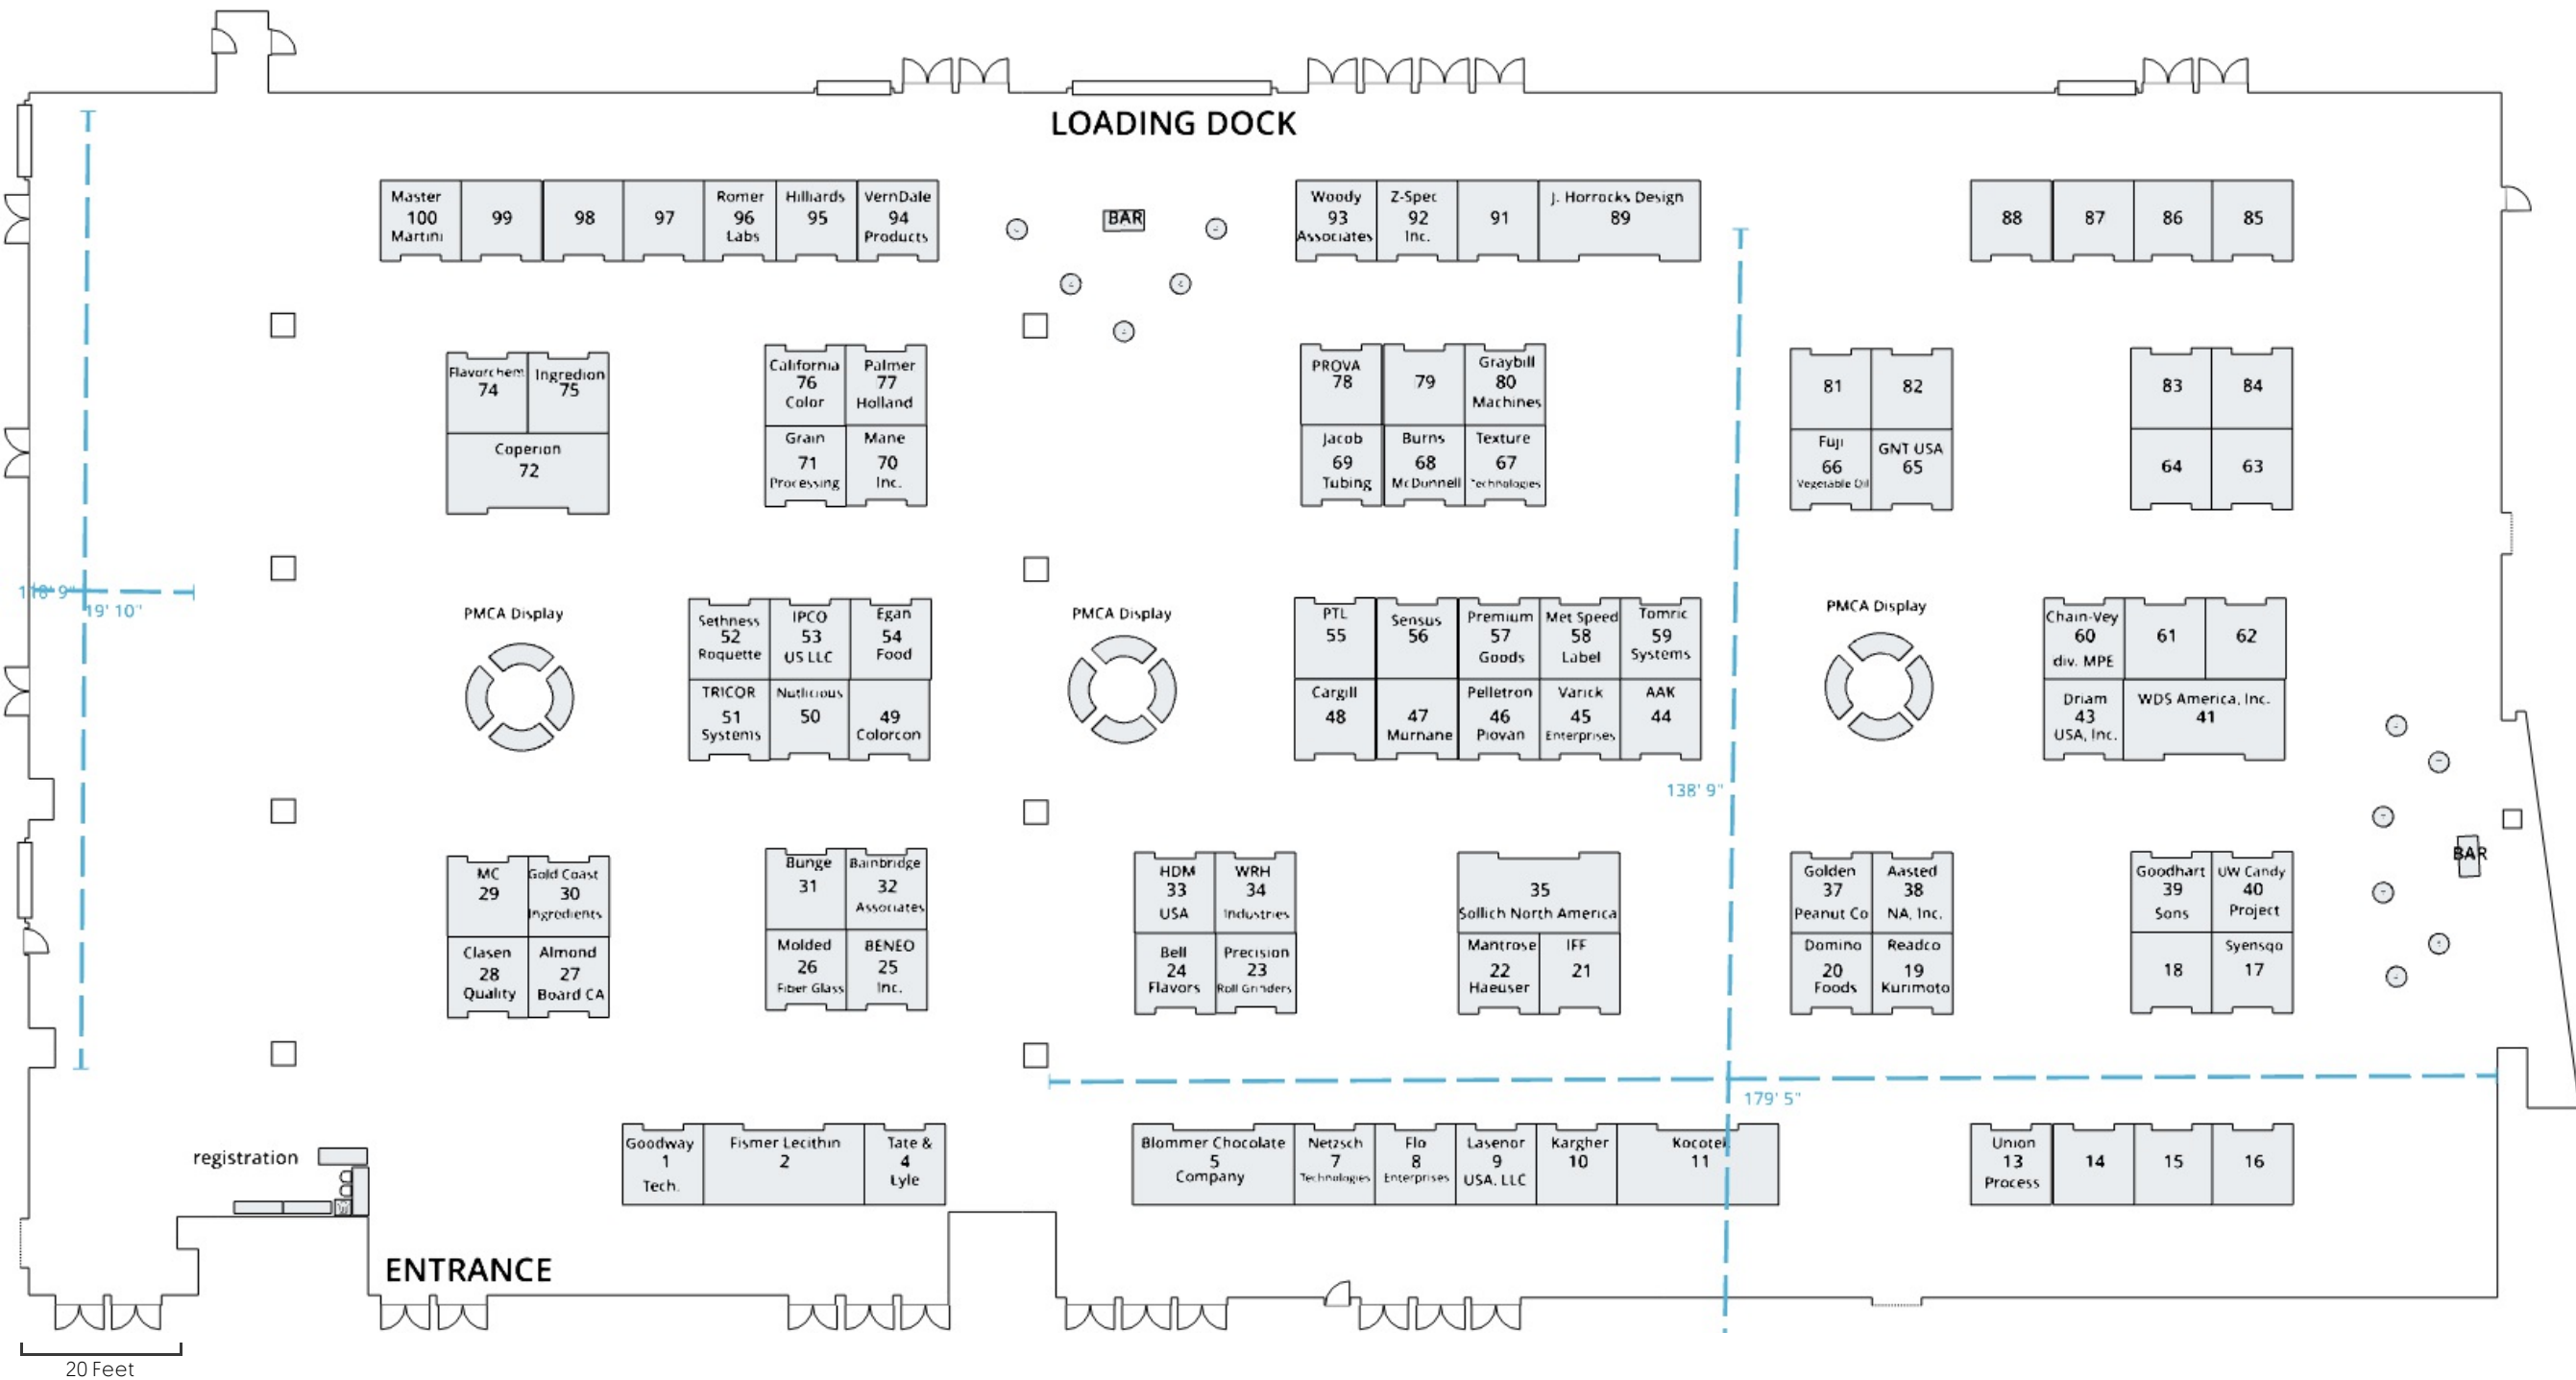 LOADING DOCK
Master
100
Martini
99
98
97
Romer
96
Labs
Hilliards
95
VernDale
94
Products
BAR
Woody
93
Associates
Z-Spec
92
Inc.
91
J. Horrocks Design
89
88
87
86
85
Flavorchem
74
Ingredion
75
Coperion
72
California
76
Color
Palmer
77
Holland
Grain
71
Processing
Mane
70
Inc.
PROVA
78
79
Graybill
80
Machines
Jacob
69
Tubing
Burns
68
McDunnell
Texture
67
Technologies
81
82
Fuji
66
Vegetable Oil
GNT USA
65
83
84
64
63
19' 10"
PMCA Display
Sethness
52
Roquette
IPCO
53
US LLC
Egan
54
Food
TRICOR
51
Systems
Nutlicious
50
49
Colorcon
PMCA Display
PTL
55
Sensus
56
Premium
57
Goods
Met Speed
58
Label
Tomric
59
Systems
Cargill
48
47
Murnane
Pelletron
46
Piovan
Varick
45
Enterprises
AAK
44
138' 9"
PMCA Display
Chain-Vey
60
div. MPE
61
62
Driam
43
USA, Inc.
WDS America, Inc.
41
BAR
MC
29
Gold Coast
30
Ingredients
Clasen
28
Quality
Almond
27
Board CA
Bunge
31
Bainbridge
32
Associates
Molded
26
Fiber Glass
BENEO
25
Inc.
HDM
33
USA
WRH
34
Industries
Bell
24
Flavors
Precision
23
Roll Grinders
35
Sollich North America
Mantrose
22
Haeuser
IFF
21
Golden
37
Peanut Co
Aasted
38
NA, Inc.
Domino
20
Foods
Readco
19
Kurimoto
Goodhart
39
Sons
UW Candy
40
Project
18
Syensqo
17
179' 5"
registration
Goodway
1
Tech.
Fismer Lecithin
2
Tate &
4
Lyle
Blommer Chocolate
5
Company
Netzsch
7
Technologies
Flo
8
Enterprises
Lasenor
9
USA, LLC
Kargher
10
Kocotek
11
Union
13
Process
14
15
16
ENTRANCE
20 Feet